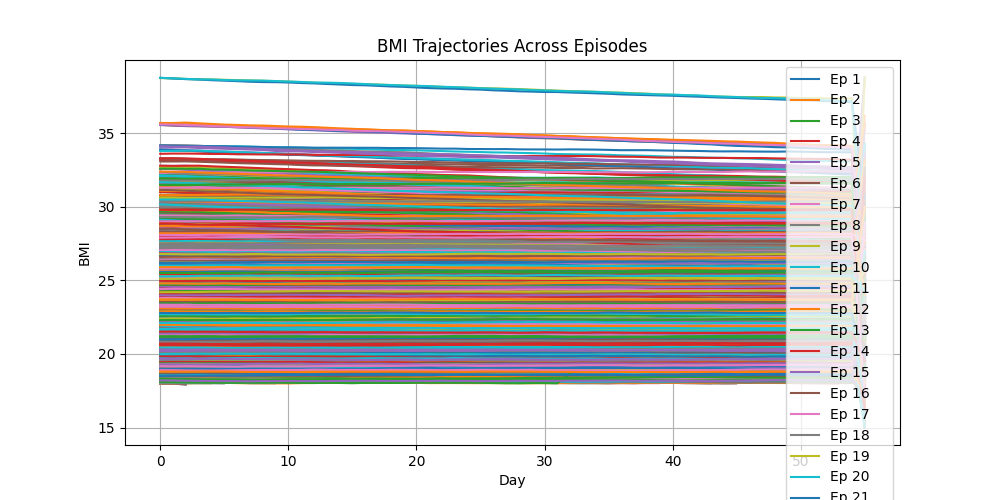 BMI Trajectories Across Episodes
BMI
35
30
25
20
15
0
10
20
30
40
50
Day
Ep 1
Ep 2
Ep 3
Ep 4
Ep 5
Ep 6
Ep 7
Ep 8
Ep 9
Ep 10
Ep 11
Ep 12
Ep 13
Ep 14
Ep 15
Ep 16
Ep 17
Ep 18
Ep 19
Ep 20
Ep 21